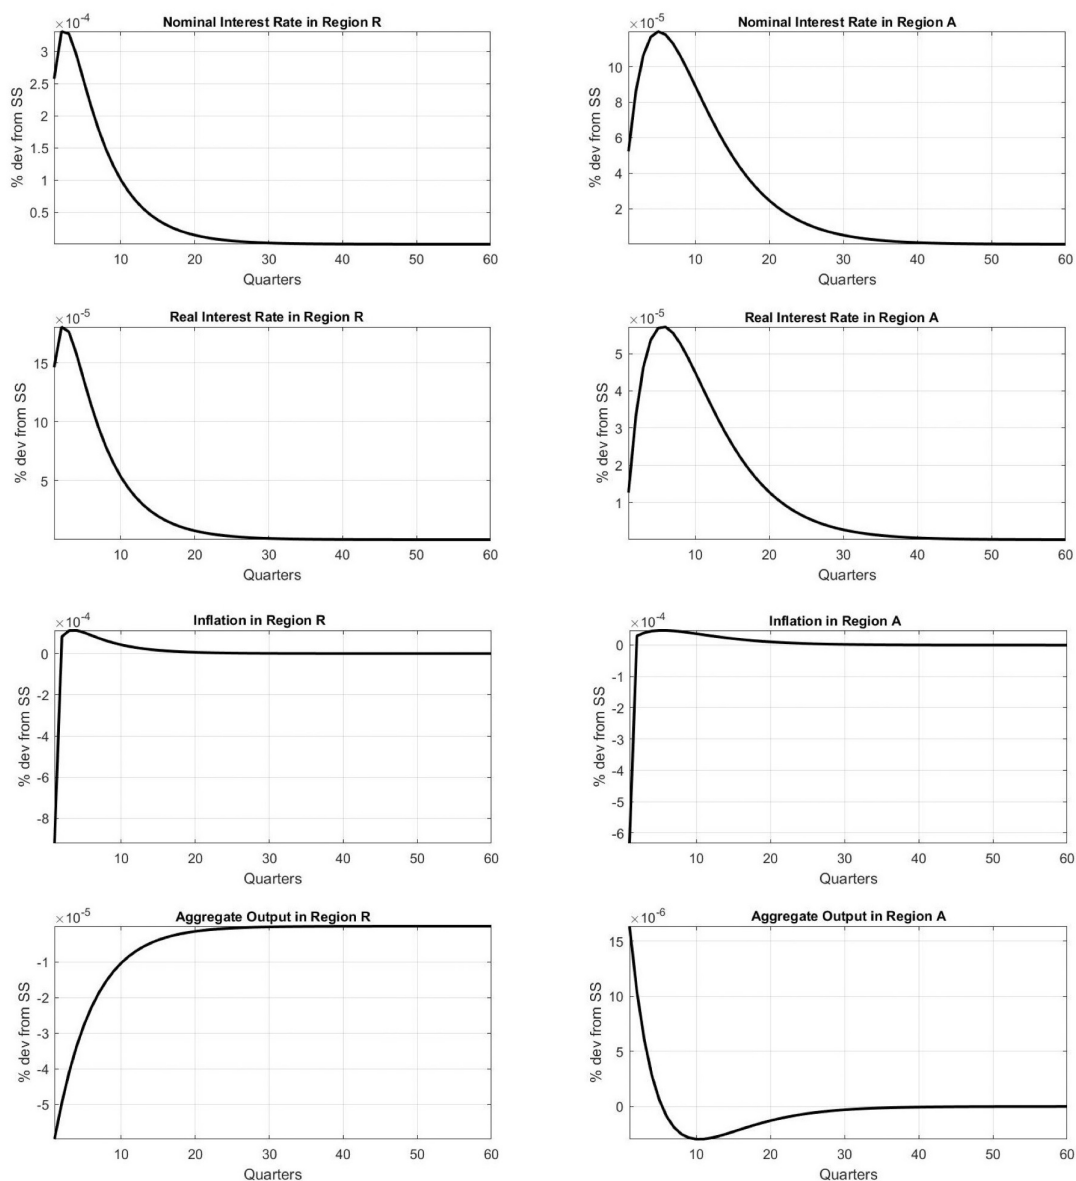 Nominal Interest Rate in Region R
×10^-4
3
2.5
2
1.5
1
0.5
% dev from SS
10 20 30 40 50 60
Quarters
Nominal Interest Rate in Region A
×10^-5
10
8
6
4
2
% dev from SS
10 20 30 40 50 60
Quarters
Real Interest Rate in Region R
×10^-5
15
10
5
% dev from SS
10 20 30 40 50 60
Quarters
Real Interest Rate in Region A
×10^-5
5
4
3
2
1
% dev from SS
10 20 30 40 50 60
Quarters
Inflation in Region R
×10^-4
0
-2
-4
-6
-8
% dev from SS
10 20 30 40 50 60
Quarters
Inflation in Region A
×10^-4
0
-1
-2
-3
-4
-5
-6
% dev from SS
10 20 30 40 50 60
Quarters
Aggregate Output in Region R
×10^-5
-1
-2
-3
-4
-5
% dev from SS
10 20 30 40 50 60
Quarters
Aggregate Output in Region A
×10^-6
15
10
5
0
% dev from SS
10 20 30 40 50 60
Quarters